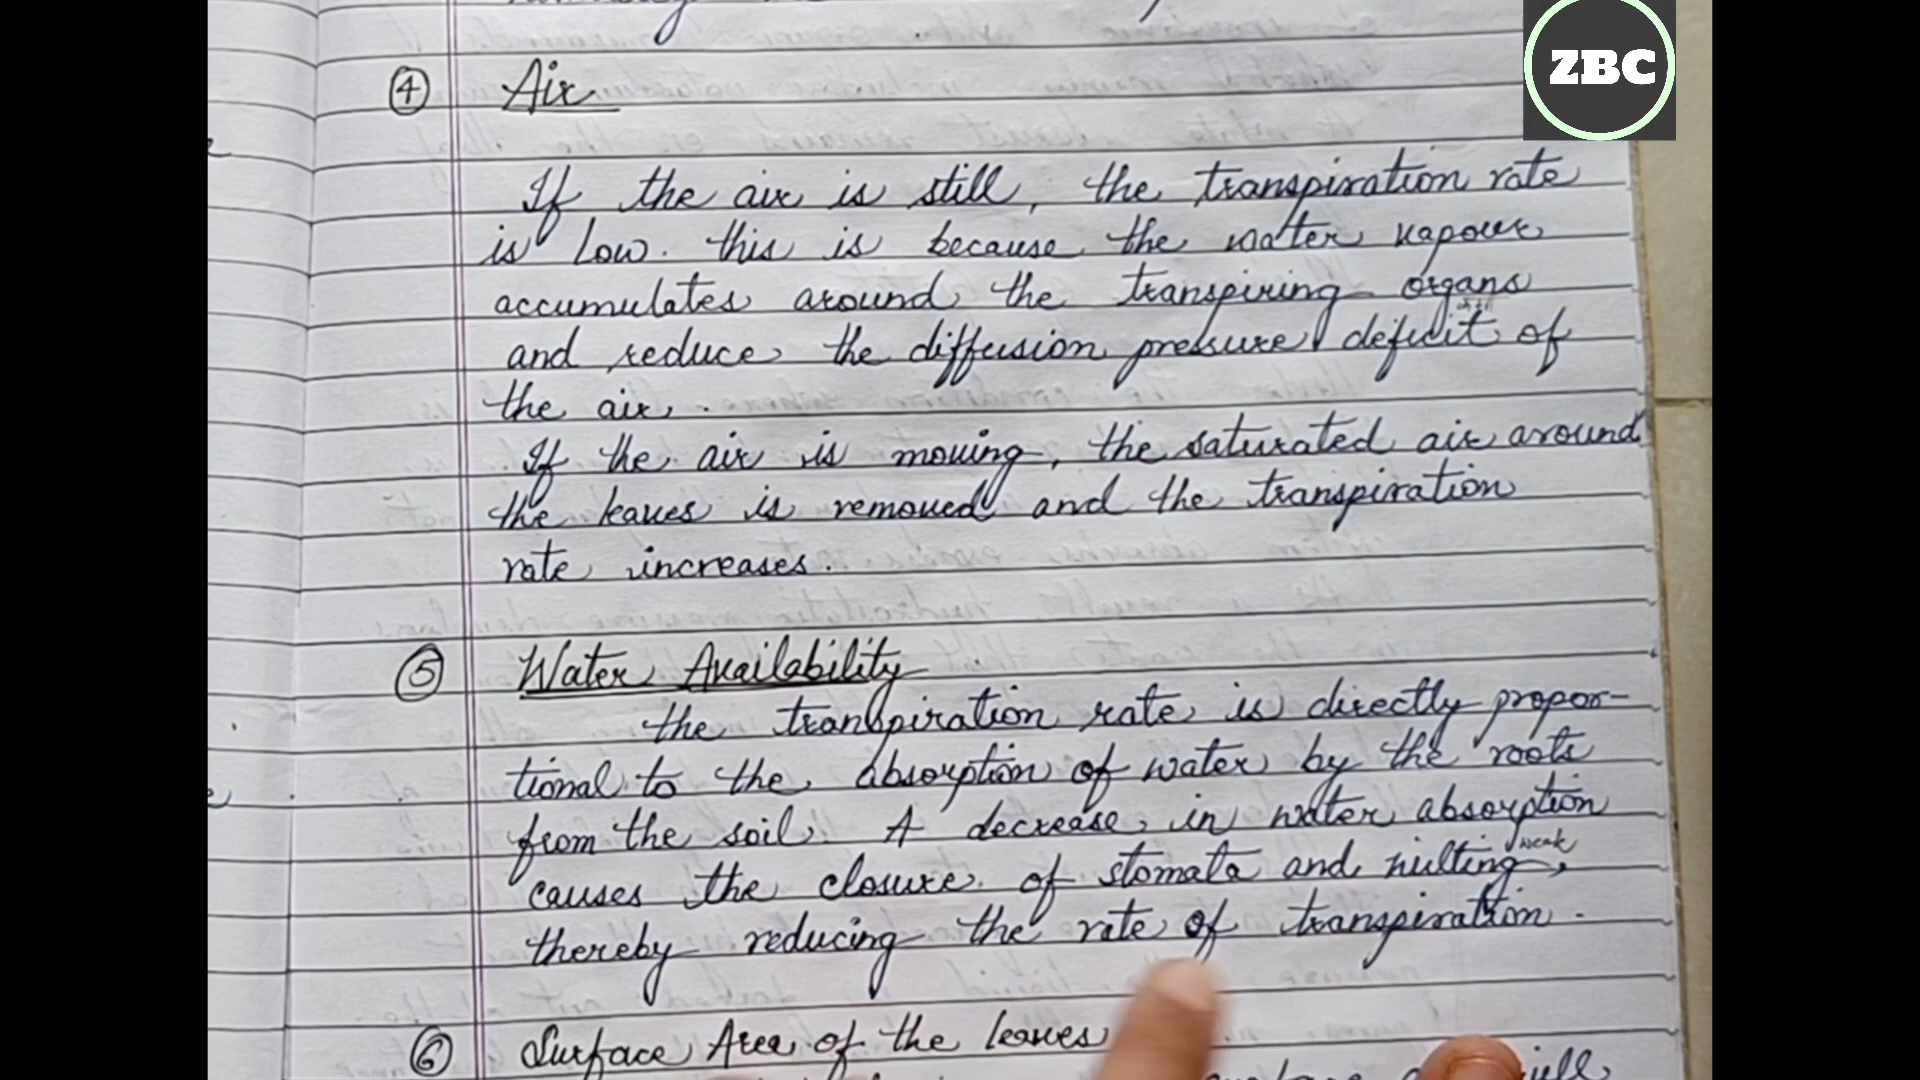 ZBC
④ Air
If the air is still, the transpiration rate
is low. this is because the water vapour
accumulates around the transpiring organs
and reduce the diffusion pressure deficit of
the air.
If the air is moving, the saturated air around
the leaves is removed and the transpiration
rate increases.
⑤ Water Availability
the transpiration rate is directly propor-
tional to the absorption of water by the roots
from the soil. A decrease in water absorption
weak
causes the closure of stomata and wilting,
thereby reducing the rate of transpiration.
⑥ Surface Area of the leaves